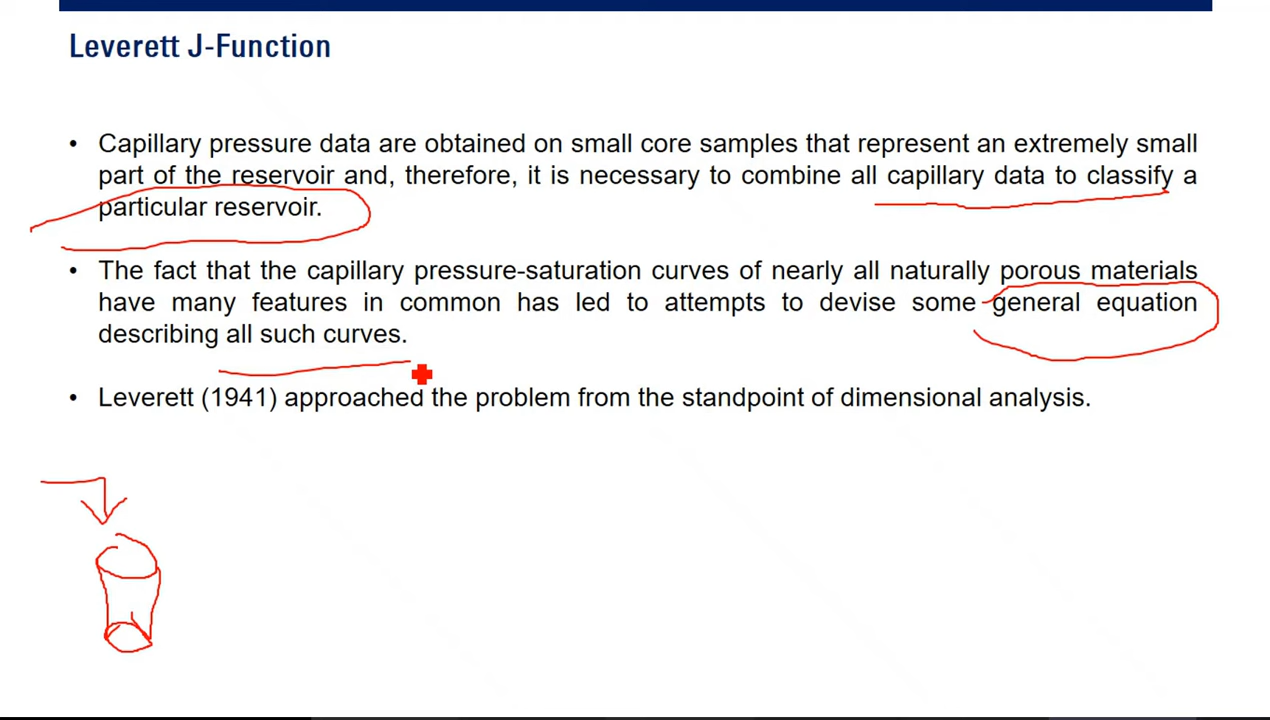 Leverett J-Function
• Capillary pressure data are obtained on small core samples that represent an extremely small
part of the reservoir and, therefore, it is necessary to combine all capillary data to classify a
particular reservoir.
• The fact that the capillary pressure-saturation curves of nearly all naturally porous materials
have many features in common has led to attempts to devise some general equation
describing all such curves.
• Leverett (1941) approached the problem from the standpoint of dimensional analysis.